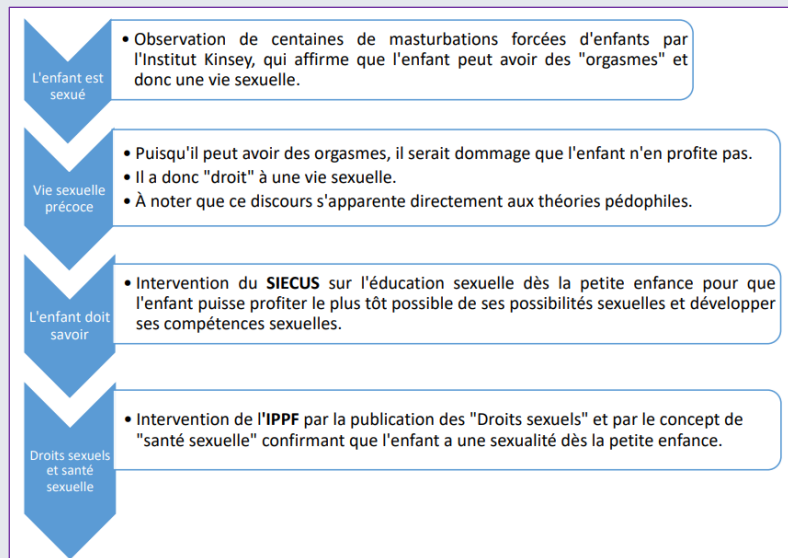 L'enfant est
sexué
• Observation de centaines de masturbations forcées d'enfants par
l'Institut Kinsey, qui affirme que l'enfant peut avoir des "orgasmes" et
donc une vie sexuelle.
Vie sexuelle
précoce
• Puisqu'il peut avoir des orgasmes, il serait dommage que l'enfant n'en profite pas.
• Il a donc "droit" à une vie sexuelle.
• À noter que ce discours s'apparente directement aux théories pédophiles.
L'enfant doit
savoir
• Intervention du SIECUS sur l'éducation sexuelle dès la petite enfance pour que
l'enfant puisse profiter le plus tôt possible de ses possibilités sexuelles et développer
ses compétences sexuelles.
Droits sexuels
et santé
sexuelle
• Intervention de l'IPPF par la publication des "Droits sexuels" et par le concept de
"santé sexuelle" confirmant que l'enfant a une sexualité dès la petite enfance.